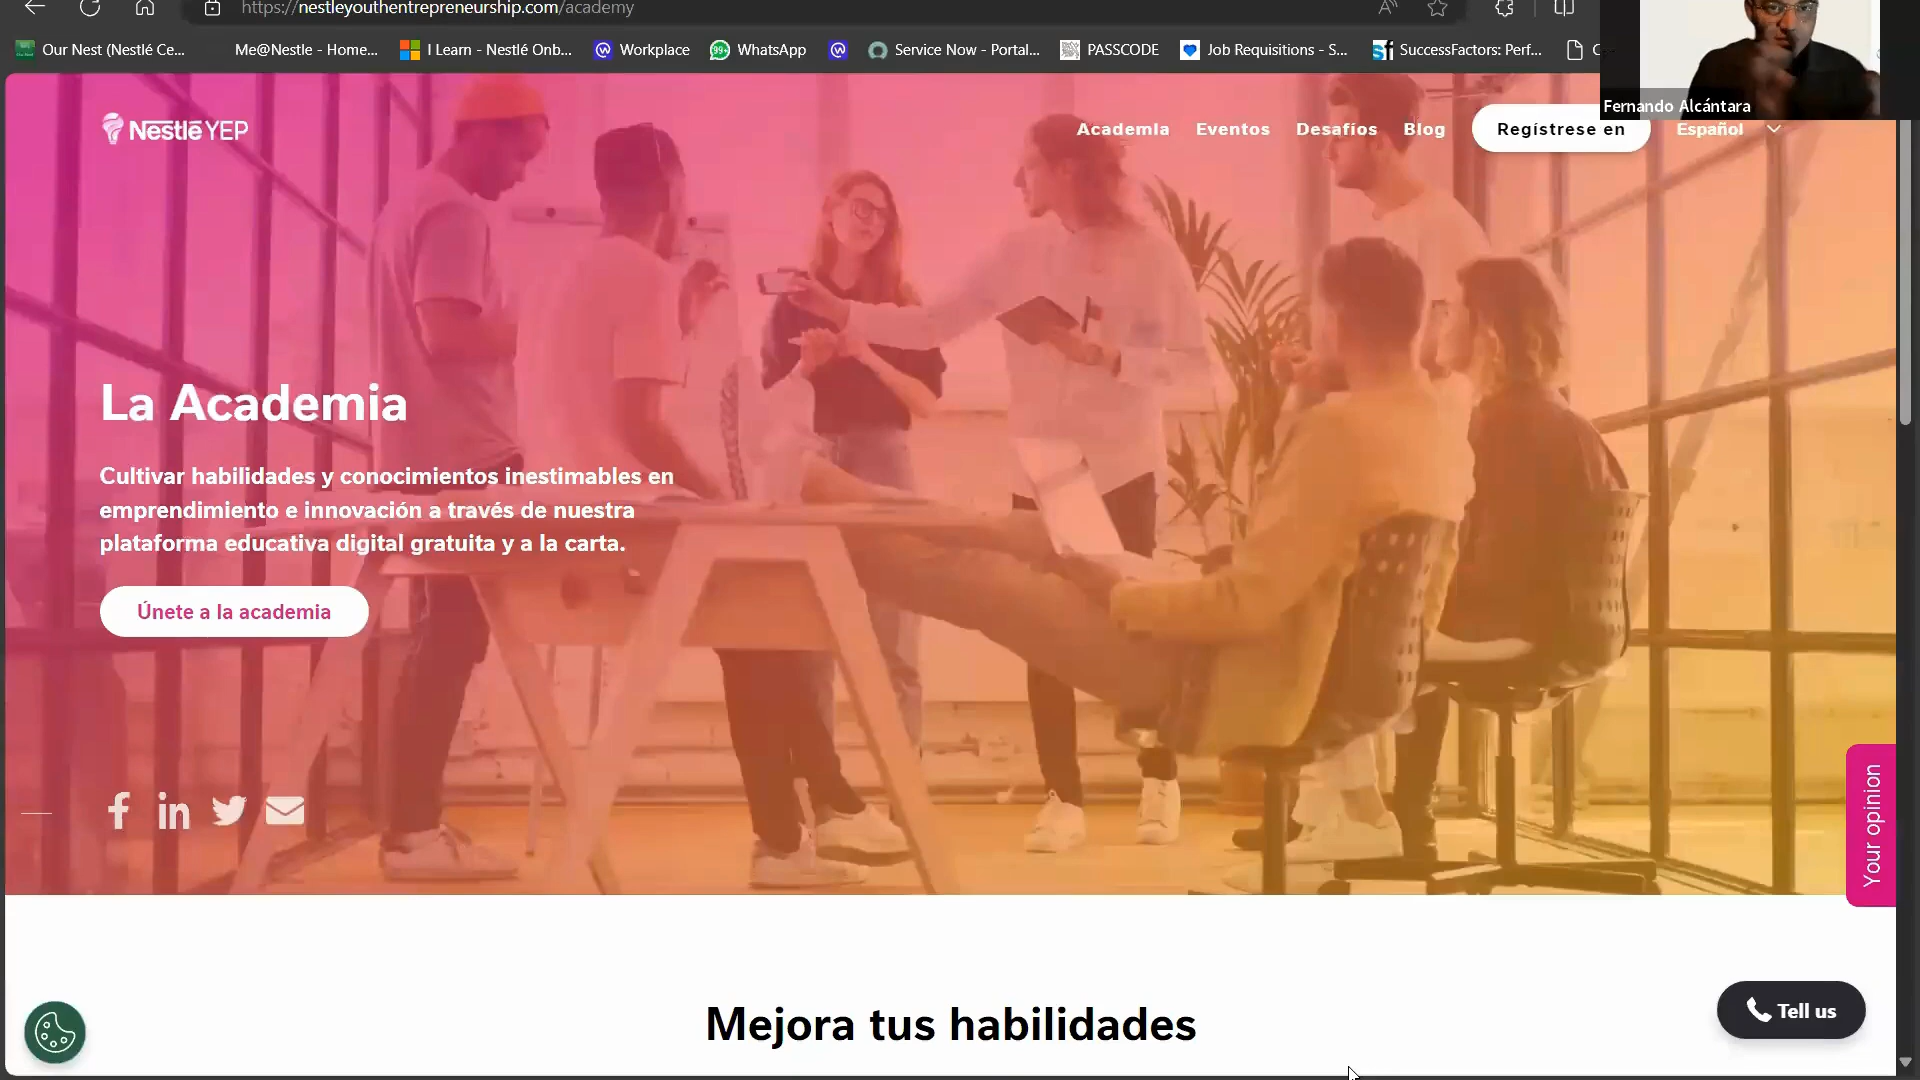 https://nestleyouthentrepreneurship.com/academy
Our Nest (Nestlé Ce...
Me@Nestle - Home...
I Learn - Nestlé Onb...
Workplace
99+
WhatsApp
Service Now - Portal...
PASSCODE
Job Requisitions - S...
SuccessFactors: Perf...
Fernando Alcántara
Nestlé YEP
Academia
Eventos
Desafíos
Blog
Regístrese en
Español
La Academia
Cultivar habilidades y conocimientos inestimables en
emprendimiento e innovación a través de nuestra
plataforma educativa digital gratuita y a la carta.
Únete a la academia
Your opinion
Mejora tus habilidades
Tell us